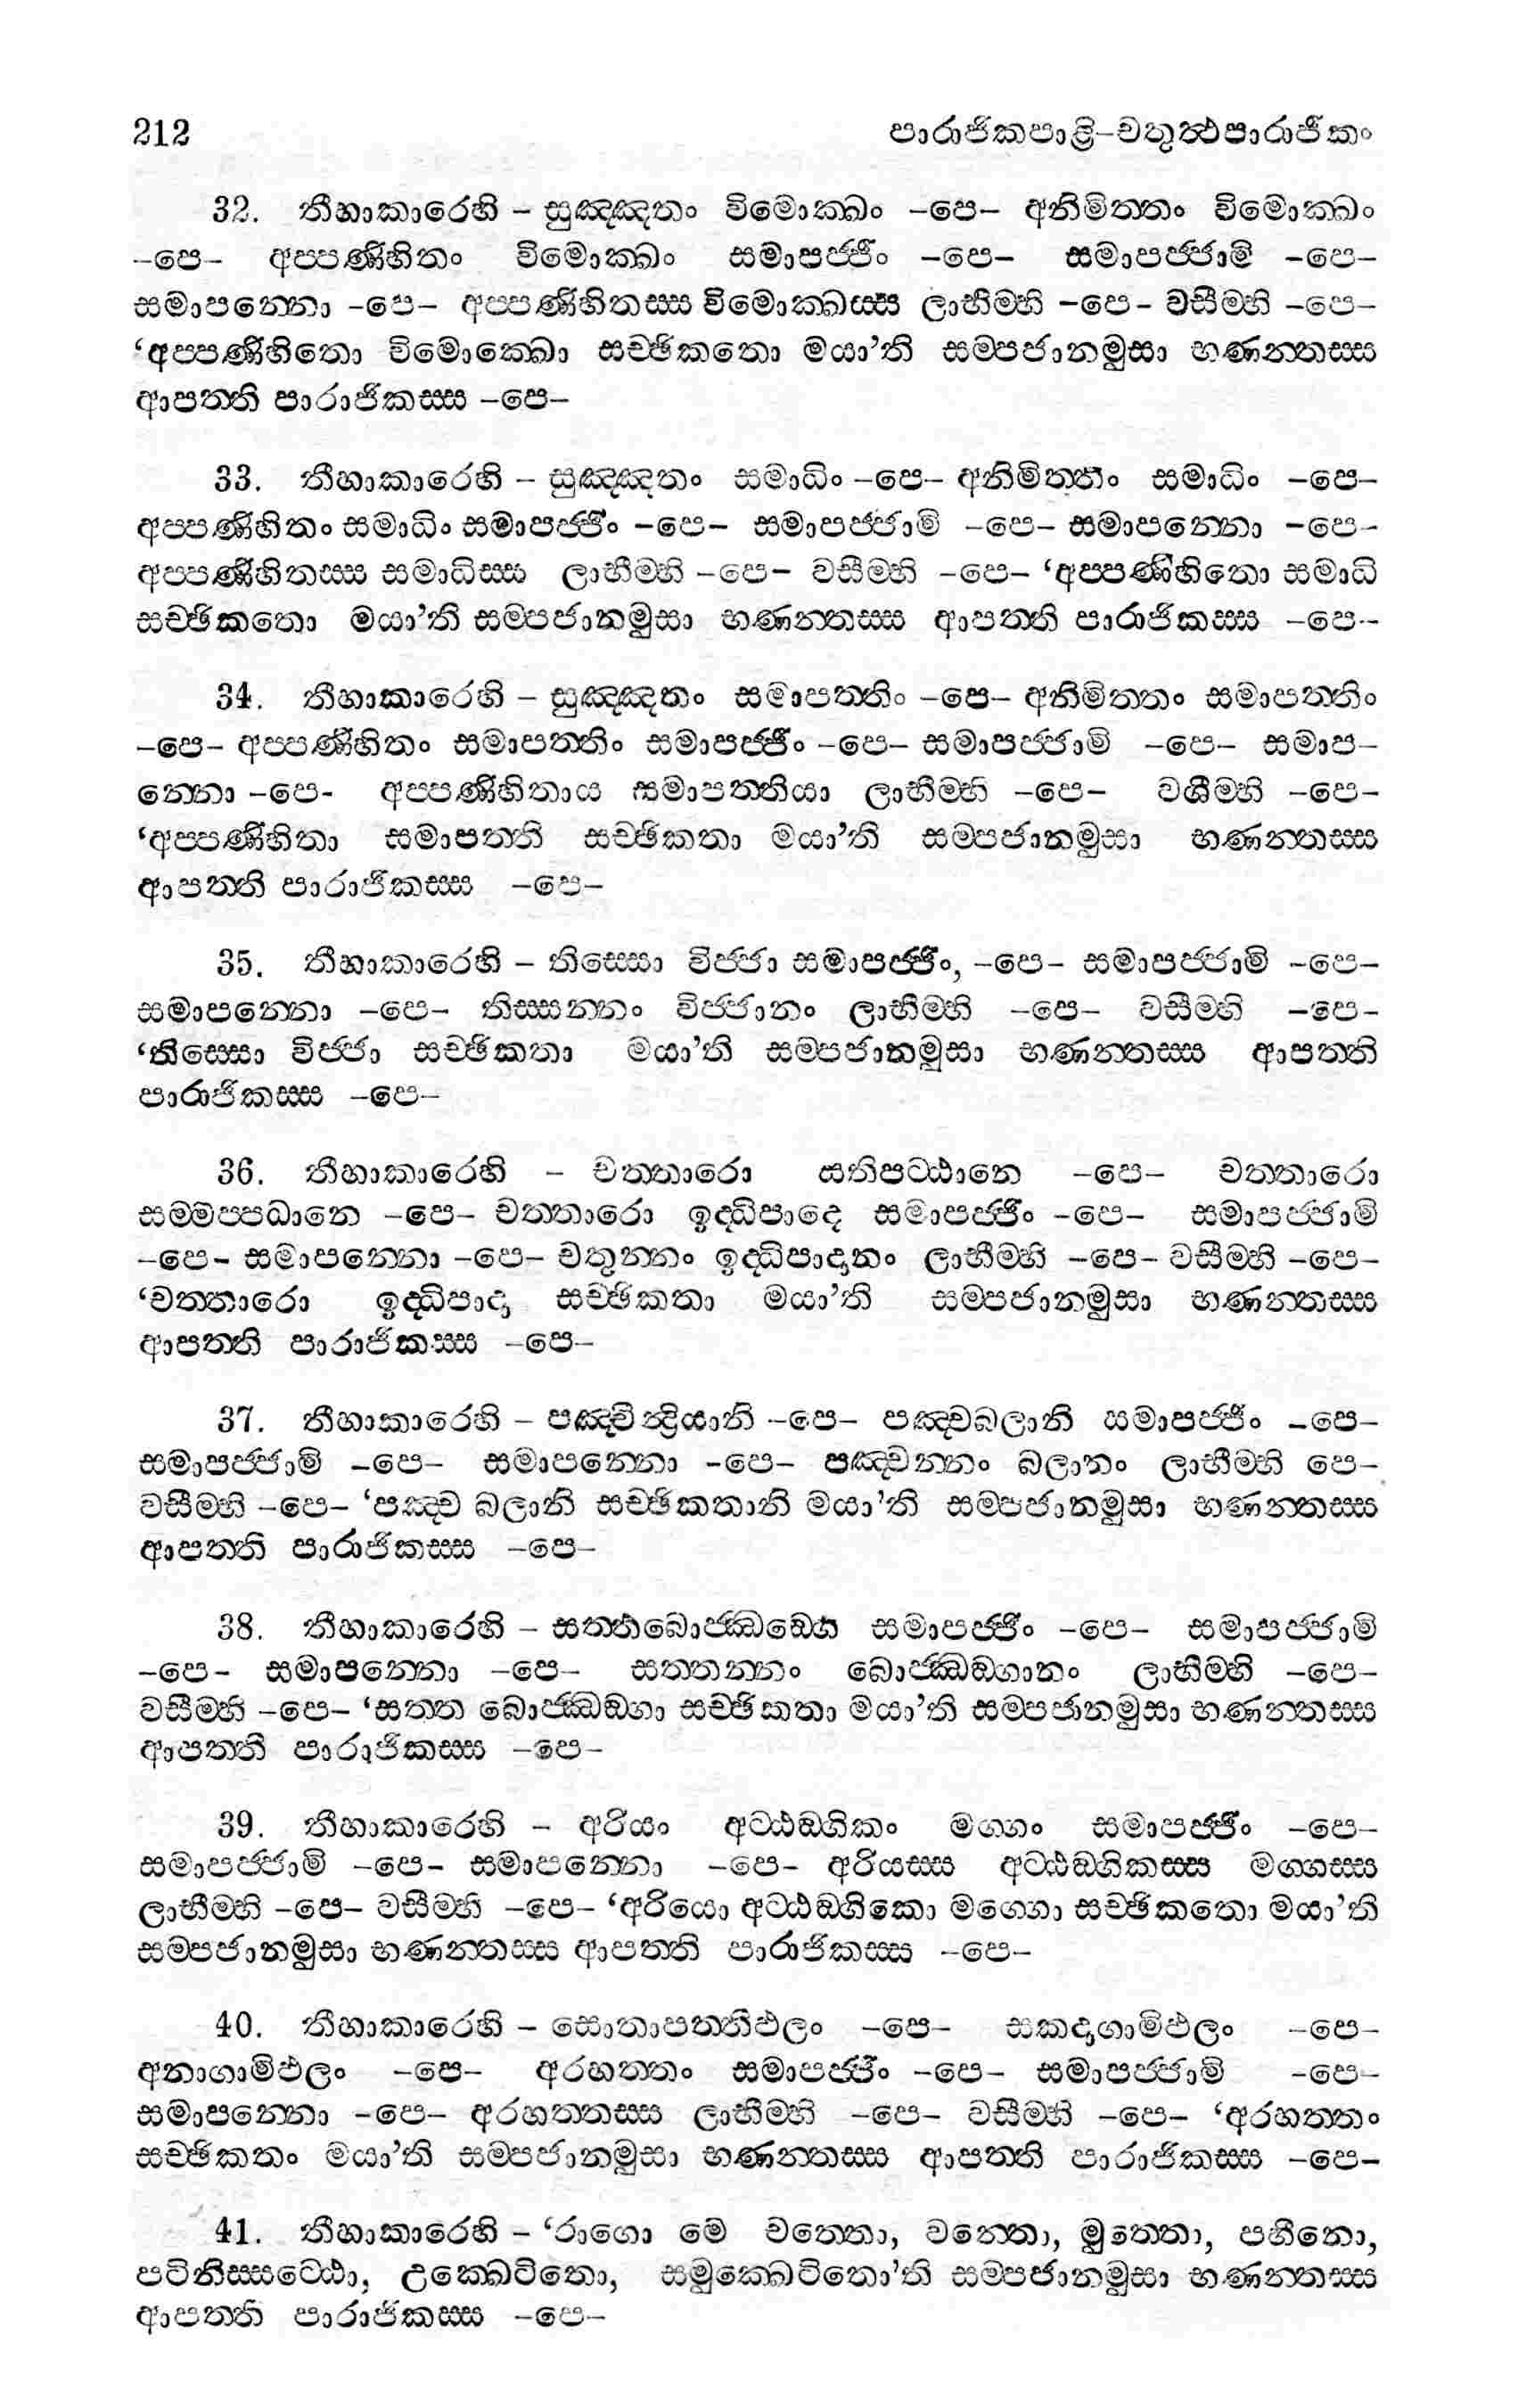 212 පාරාජිකපාළි–චතුත්‍ථපාරාජිකං
32. තීහාකාරෙහි – සුඤ්ඤතං විමොක්ඛං –පෙ– අනිමිත්තං විමොක්ඛං
–පෙ– අප්පණිහිතං විමොක්ඛං සමාපජ්ජිං –පෙ– සමාපජ්ජාමි –පෙ–
සමාපන්නො –පෙ– අප්පණිහිතස්ස විමොක්ඛස්ස ලාභීම්හි –පෙ– වසීම්හි –පෙ–
‘අප්පණිහිතො විමොක්ඛො සච්ඡිකතො මයා’ති සම්පජානමුසා භණන්තස්ස
ආපත්ති පාරාජිකස්ස –පෙ–
33. තීහාකාරෙහි – සුඤ්ඤතං සමාධිං –පෙ– අනිමිත්තං සමාධිං –පෙ–
අප්පණිහිතං සමාධිං සමාපජ්ජිං –පෙ– සමාපජ්ජාමි –පෙ– සමාපන්නො –පෙ–
අප්පණිහිතස්ස සමාධිස්ස ලාභීම්හි –පෙ– වසීම්හි –පෙ– ‘අප්පණිහිතො සමාධි
සච්ඡිකතො මයා’ති සම්පජානමුසා භණන්තස්ස ආපත්ති පාරාජිකස්ස –පෙ–
34. තීහාකාරෙහි – සුඤ්ඤතං සමාපත්තිං –පෙ– අනිමිත්තං සමාපත්තිං
–පෙ– අප්පණිහිතං සමාපත්තිං සමාපජ්ජිං –පෙ– සමාපජ්ජාමි –පෙ– සමාප–
න්නො –පෙ– අප්පණිහිතාය සමාපත්තියා ලාභීම්හි –පෙ– වශීම්හි –පෙ–
‘අප්පණිහිතා සමාපත්ති සච්ඡිකතා මයා’ති සම්පජානමුසා භණන්තස්ස
ආපත්ති පාරාජිකස්ස –පෙ–
35. තීහාකාරෙහි – තිස්සො විජ්ජා සමාපජ්ජිං, –පෙ– සමාපජ්ජාමි –පෙ–
සමාපන්නො –පෙ– තිස්සන්නං විජ්ජානං ලාභීම්හි –පෙ– වසීම්හි –පෙ–
‘තිස්සො විජ්ජා සච්ඡිකතා මයා’ති සම්පජානමුසා භණන්තස්ස ආපත්ති
පාරාජිකස්ස –පෙ–
36. තීහාකාරෙහි – චත්තාරො සතිපට්ඨානෙ –පෙ– චත්තාරො
සම්මප්පධානෙ –පෙ– චත්තාරො ඉද්ධිපාදෙ සමාපජ්ජිං –පෙ– සමාපජ්ජාමි
–පෙ– සමාපන්නො –පෙ– චතුන්නං ඉද්ධිපාදානං ලාභීම්හි –පෙ– වසීම්හි –පෙ–
‘චත්තාරො ඉද්ධිපාදා සච්ඡිකතා මයා’ති සම්පජානමුසා භණන්තස්ස
ආපත්ති පාරාජිකස්ස –පෙ–
37. තීහාකාරෙහි – පඤ්චින්ද්‍රියානි –පෙ– පඤ්චබලානි සමාපජ්ජිං –පෙ–
සමාපජ්ජාමි –පෙ– සමාපන්නො –පෙ– පඤ්චන්නං බලානං ලාභීම්හි පෙ–
වසීම්හි –පෙ– ‘පඤ්ච බලානි සච්ඡිකතානි මයා’ති සම්පජානමුසා භණන්තස්ස
ආපත්ති පාරාජිකස්ස –පෙ–
38. තීහාකාරෙහි – සත්තබොජ්ඣඞ්ගෙ සමාපජ්ජිං –පෙ– සමාපජ්ජාමි
–පෙ– සමාපන්නො –පෙ– සත්තන්නං බොජ්ඣඞ්ගානං ලාභීම්හි –පෙ–
වසීම්හි –පෙ– ‘සත්ත බොජ්ඣඞ්ගා සච්ඡිකතා මයා’ති සම්පජානමුසා භණන්තස්ස
ආපත්ති පාරාජිකස්ස –පෙ–
39. තීහාකාරෙහි – අරියං අට්ඨඞ්ගිකං මග්ගං සමාපජ්ජිං –පෙ–
සමාපජ්ජාමි –පෙ– සමාපන්නො –පෙ– අරියස්ස අට්ඨඞ්ගිකස්ස මග්ගස්ස
ලාභීම්හි –පෙ– වසීම්හි –පෙ– ‘අරියො අට්ඨඞ්ගිකො මග්ගො සච්ඡිකතො මයා’ති
සම්පජානමුසා භණන්තස්ස ආපත්ති පාරාජිකස්ස –පෙ–
40. තීහාකාරෙහි – සොතාපත්තිඵලං –පෙ– සකදාගාමිඵලං –පෙ–
අනාගාමිඵලං –පෙ– අරහත්තං සමාපජ්ජිං –පෙ– සමාපජ්ජාමි –පෙ–
සමාපන්නො –පෙ– අරහත්තස්ස ලාභීම්හි –පෙ– වසීම්හි –පෙ– ‘අරහත්තං
සච්ඡිකතං මයා’ති සම්පජානමුසා භණන්තස්ස ආපත්ති පාරාජිකස්ස –පෙ–
41. තීහාකාරෙහි – ‘රාගො මෙ චත්තො, වන්තො, මුත්තො, පහීනො,
පටිනිස්සට්ඨො, උක්ඛෙටිතො, සමුක්ඛෙටිතො’ති සම්පජානමුසා භණන්තස්ස
ආපත්ති පාරාජිකස්ස –පෙ–